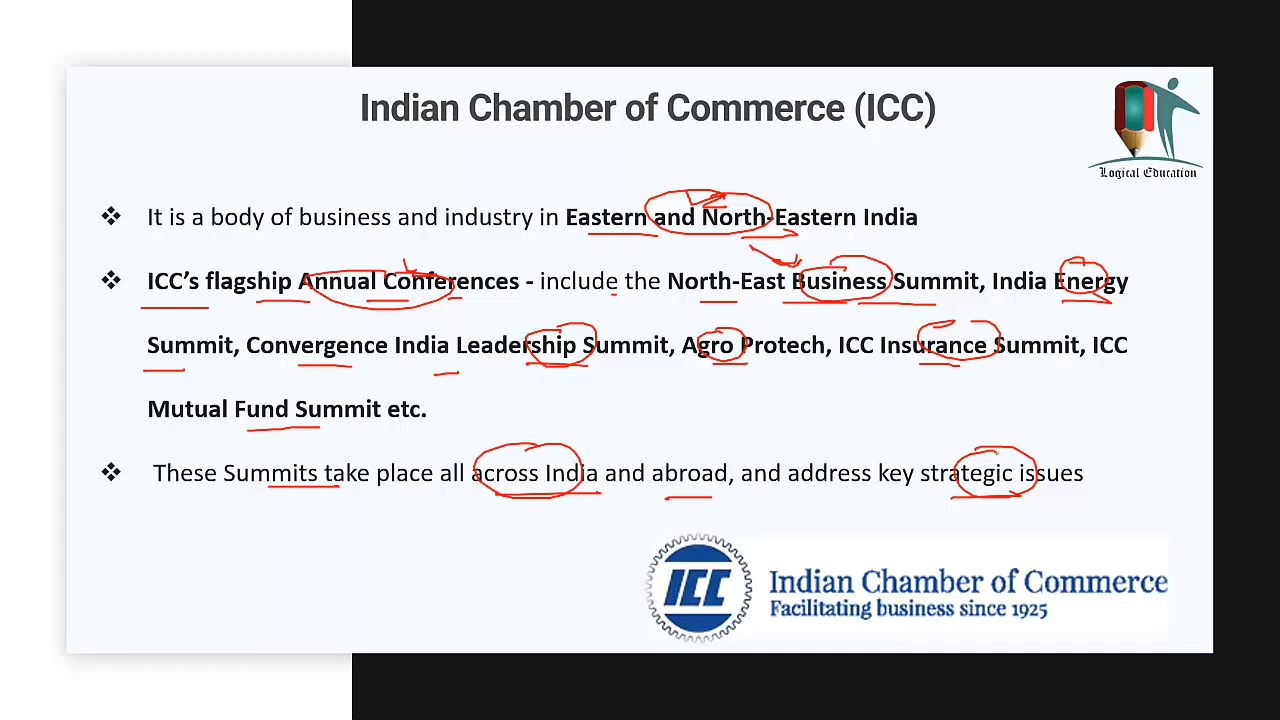 Indian Chamber of Commerce (ICC)
Logical Education
❖ It is a body of business and industry in Eastern and North-Eastern India
❖ ICC's flagship Annual Conferences - include the North-East Business Summit, India Energy
Summit, Convergence India Leadership Summit, Agro Protech, ICC Insurance Summit, ICC
Mutual Fund Summit etc.
❖ These Summits take place all across India and abroad, and address key strategic issues
ICC
Indian Chamber of Commerce
Facilitating business since 1925